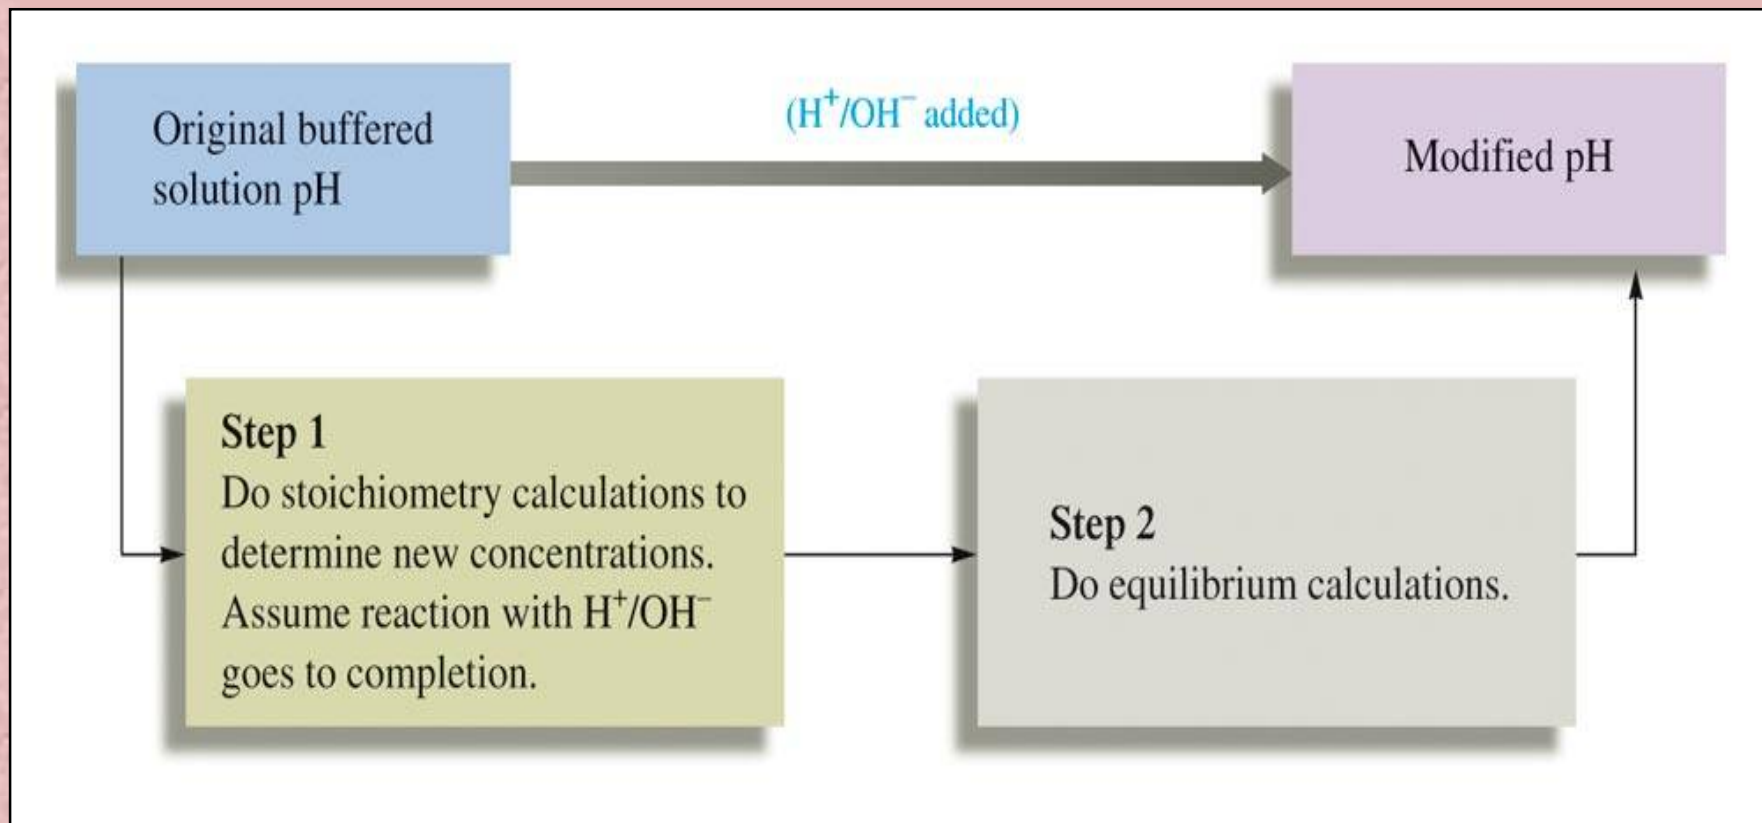 Original buffered
solution pH
(H⁺/OH⁻ added)
Modified pH
Step 1
Do stoichiometry calculations to
determine new concentrations.
Assume reaction with H⁺/OH⁻
goes to completion.
Step 2
Do equilibrium calculations.